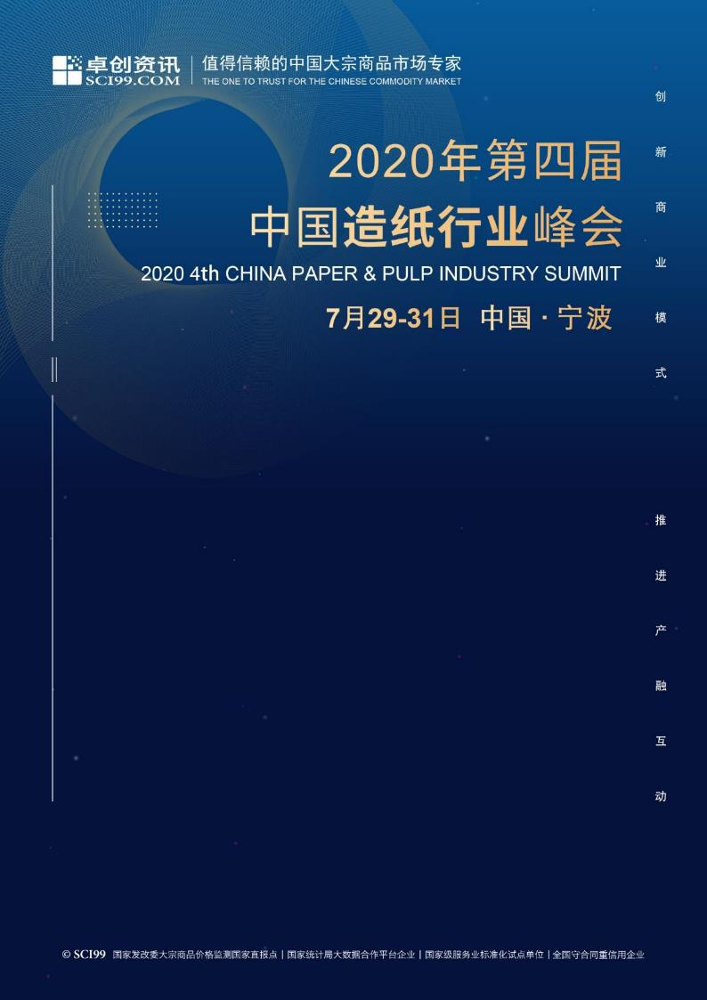 卓创资讯
SCI99.COM
值得信赖的中国大宗商品市场专家
THE ONE TO TRUST FOR THE CHINESE COMMODITY MARKET
2020年第四届
中国造纸行业峰会
2020 4th CHINA PAPER & PULP INDUSTRY SUMMIT
7月29-31日 中国·宁波
创新商业模式
推进产融互动
© SCI99 国家发改委大宗商品价格监测国家直报点 | 国家统计局大数据合作平台企业 | 国家级服务业标准化试点单位 | 全国守合同重信用企业